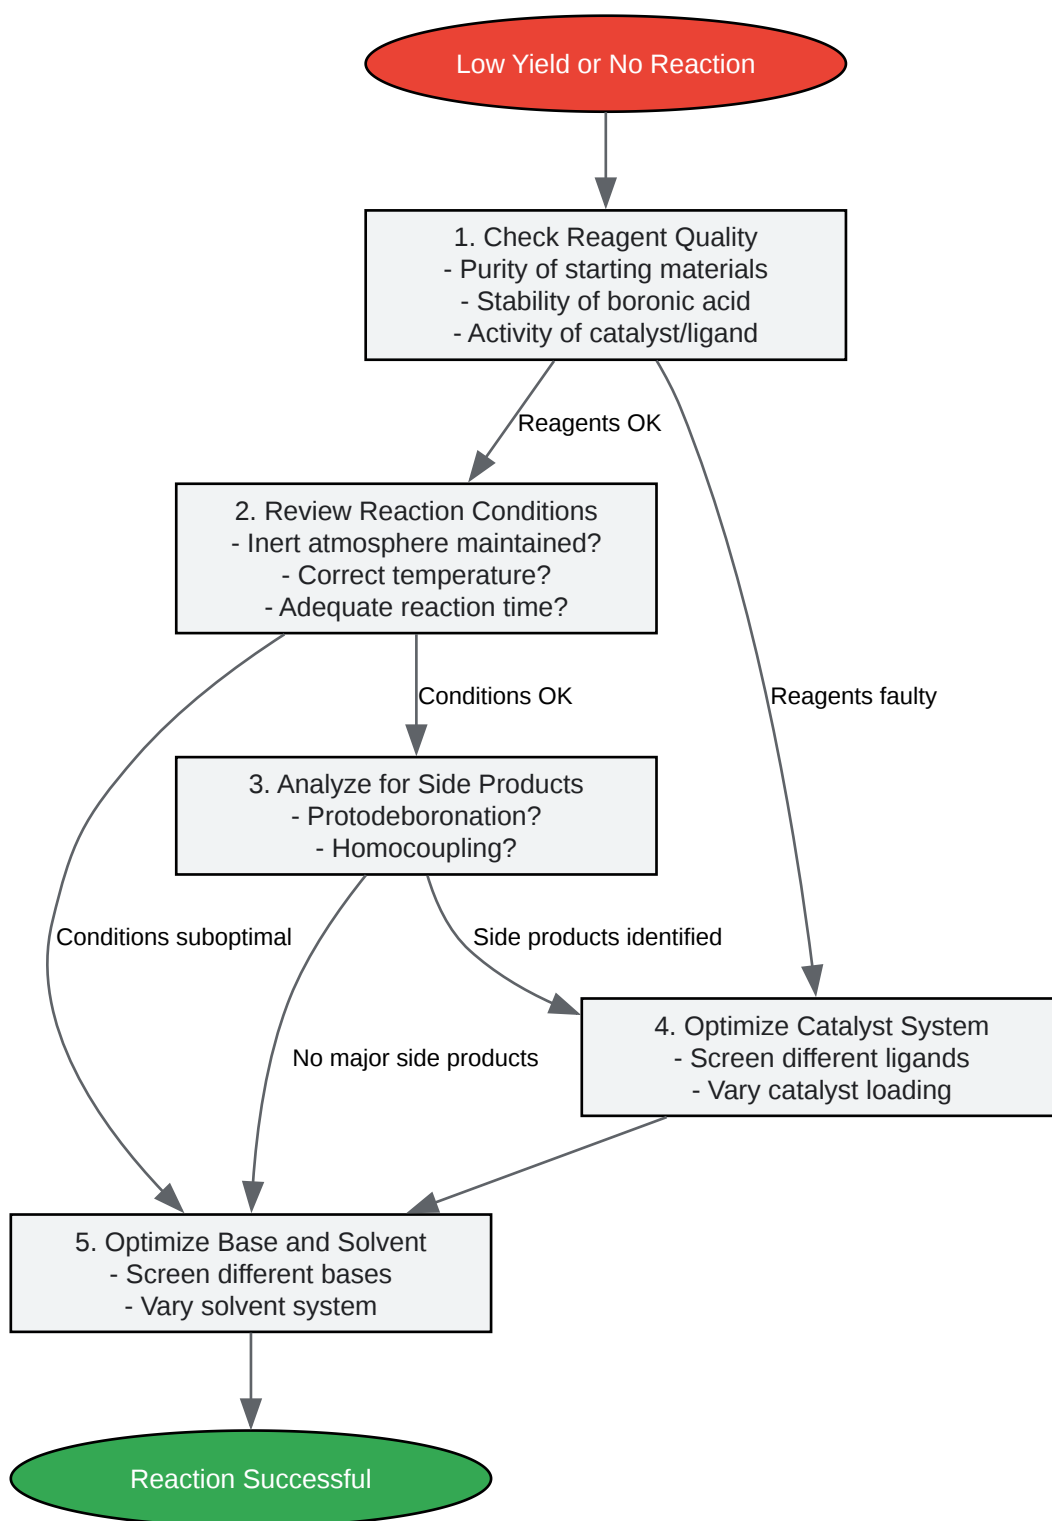 Low Yield or No Reaction
1. Check Reagent Quality
- Purity of starting materials
- Stability of boronic acid
- Activity of catalyst/ligand
Reagents OK
2. Review Reaction Conditions
- Inert atmosphere maintained?
- Correct temperature?
- Adequate reaction time?
Conditions OK
Reagents faulty
3. Analyze for Side Products
- Protodeboronation?
- Homocoupling?
Conditions suboptimal
Side products identified
4. Optimize Catalyst System
- Screen different ligands
- Vary catalyst loading
No major side products
5. Optimize Base and Solvent
- Screen different bases
- Vary solvent system
Reaction Successful